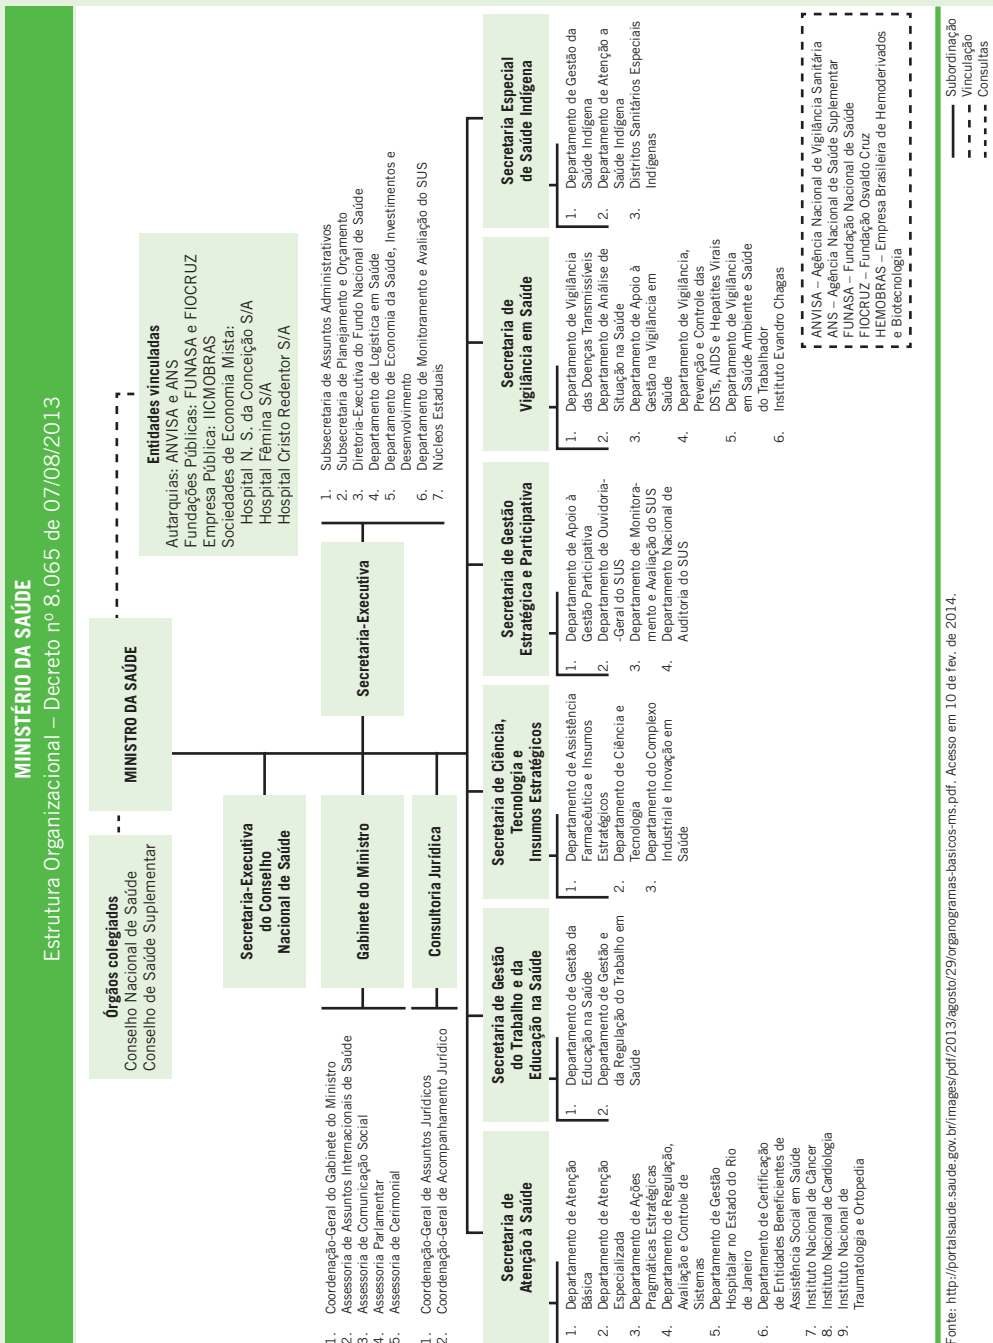 MINISTÉRIO DA SAÚDE
Estrutura Organizacional – Decreto nº 8.065 de 07/08/2013
Órgãos colegiados
Conselho Nacional de Saúde
Conselho de Saúde Suplementar
MINISTRO DA SAÚDE
Entidades vinculadas
Autarquias: ANVISA e ANS
Fundações Públicas: FUNASA e FIOCRUZ
Empresa Pública: IICMOBRAS
Sociedades de Economia Mista:
Hospital N. S. da Conceição S/A
Hospital Fêmina S/A
Hospital Cristo Redentor S/A
Secretaria-Executiva
do Conselho
Nacional de Saúde
1. Coordenação-Geral do Gabinete do Ministro
2. Assessoria de Assuntos Internacionais de Saúde
3. Assessoria de Comunicação Social
4. Assessoria Parlamentar
5. Assessoria de Cerimonial
Gabinete do Ministro
Secretaria-Executiva
1. Subsecretaria de Assuntos Administrativos
2. Subsecretaria de Planejamento e Orçamento
3. Diretoria-Executiva do Fundo Nacional de Saúde
4. Departamento de Logística em Saúde
5. Departamento de Economia da Saúde, Investimentos e
Desenvolvimento
6. Departamento de Monitoramento e Avaliação do SUS
7. Núcleos Estaduais
1. Coordenação-Geral de Assuntos Jurídicos
2. Coordenação-Geral de Acompanhamento Jurídico
Consultoria Jurídica
Secretaria de
Atenção à Saúde
1. Departamento de Atenção
Básica
2. Departamento de Atenção
Especializada
3. Departamento de Ações
Pragmáticas Estratégicas
4. Departamento de Regulação,
Avaliação e Controle de
Sistemas
5. Departamento de Gestão
Hospitalar no Estado do Rio
de Janeiro
6. Departamento de Certificação
de Entidades Beneficientes de
Assistência Social em Saúde
7. Instituto Nacional de Câncer
8. Instituto Nacional de Cardiologia
9. Instituto Nacional de
Traumatologia e Ortopedia
Secretaria de Gestão
do Trabalho e da
Educação na Saúde
1. Departamento de Gestão da
Educação na Saúde
2. Departamento de Gestão e
da Regulação do Trabalho em
Saúde
Secretaria de Ciência,
Tecnologia e
Insumos Estratégicos
1. Departamento de Assistência
Farmacêutica e Insumos
Estratégicos
2. Departamento de Ciência e
Tecnologia
3. Departamento do Complexo
Industrial e Inovação em
Saúde
Secretaria de Gestão
Estratégica e Participativa
1. Departamento de Apoio à
Gestão Participativa
2. Departamento de Ouvidoria-
-Geral do SUS
3. Departamento de Monitora-
mento e Avaliação do SUS
4. Departamento Nacional de
Auditoria do SUS
Secretaria de
Vigilância em Saúde
1. Departamento de Vigilância
das Doenças Transmissíveis
2. Departamento de Análise de
Situação na Saúde
3. Departamento de Apoio à
Gestão na Vigilância em
Saúde
4. Departamento de Vigilância,
Prevenção e Controle das
DSTs, AIDS e Hepatites Virais
5. Departamento de Vigilância
em Saúde Ambiente e Saúde
do Trabalhador
6. Instituto Evandro Chagas
Secretaria Especial
de Saúde Indígena
1. Departamento de Gestão da
Saúde Indígena
2. Departamento de Atenção a
Saúde Indígena
3. Distritos Sanitários Especiais
Indígenas
ANVISA – Agência Nacional de Vigilância Sanitária
ANS – Agência Nacional de Saúde Suplementar
FUNASA – Fundação Nacional de Saúde
FIOCRUZ – Fundação Osvaldo Cruz
HEMOBRAS – Empresa Brasileira de Hemoderivados
e Biotecnologia
Subordinação
Vinculação
Consultas
Fonte: http://portalsaude.saude.gov.br/images/pdf/2013/agosto/29/organogramas-basicos-ms.pdf. Acesso em 10 de fev. de 2014.